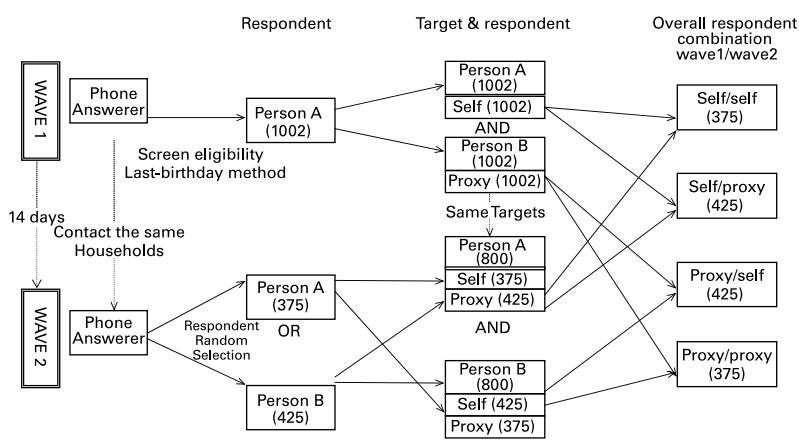 Respondent
Target & respondent
Overall respondent
combination
wave1/wave2
WAVE 1
Phone
Answerer
Person A
(1002)
Person A
(1002)
Self (1002)
AND
Person B
(1002)
Proxy (1002)
Self/self
(375)
Screen eligibility
Last-birthday method
Self/proxy
(425)
14 days
Contact the same
Households
Same Targets
Person A
(800)
Self (375)
Proxy (425)
AND
Proxy/self
(425)
WAVE 2
Phone
Answerer
Person A
(375)
OR
Respondent
Random
Selection
Person B
(425)
Person B
(800)
Self (425)
Proxy (375)
Proxy/proxy
(375)